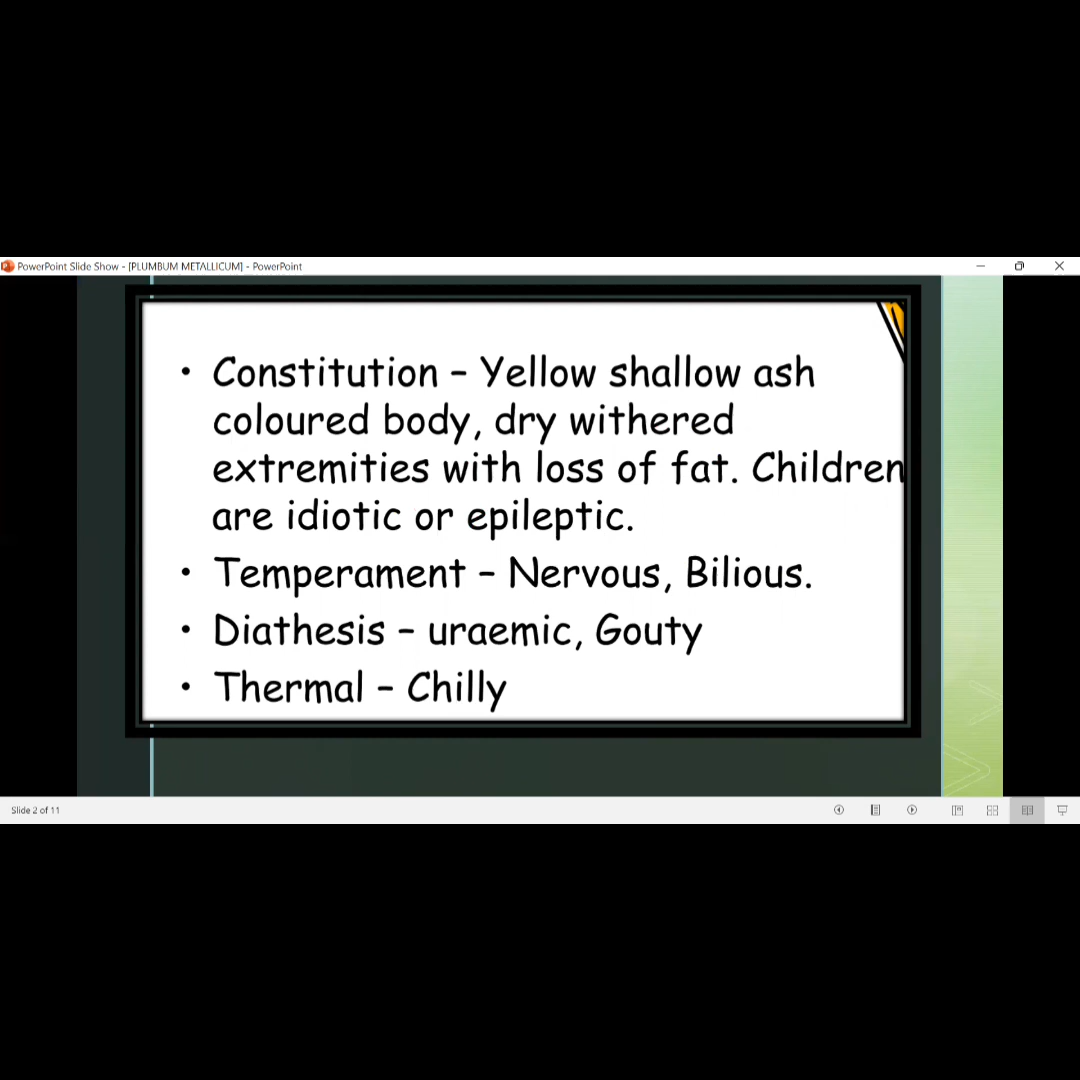 PowerPoint Slide Show - [PLUMBUM METALLICUM] - PowerPoint
• Constitution – Yellow shallow ash
coloured body, dry withered
extremities with loss of fat. Children
are idiotic or epileptic.
• Temperament – Nervous, Bilious.
• Diathesis – uraemic, Gouty
• Thermal – Chilly
Slide 2 of 11